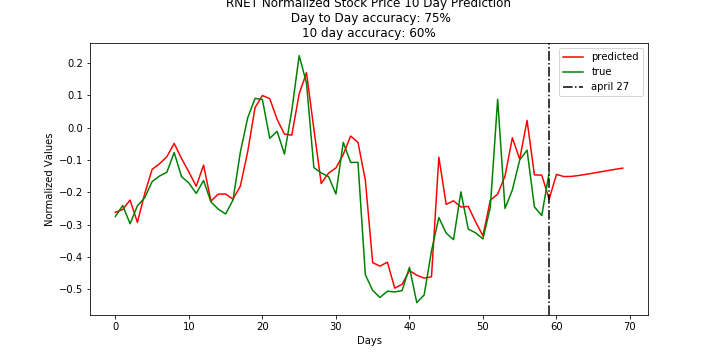 RNET Normalized Stock Price 10 Day Prediction
Day to Day accuracy: 75%
10 day accuracy: 60%
predicted
true
april 27
Normalized Values
0.2
0.1
0.0
−0.1
−0.2
−0.3
−0.4
−0.5
0 10 20 30 40 50 60 70
Days